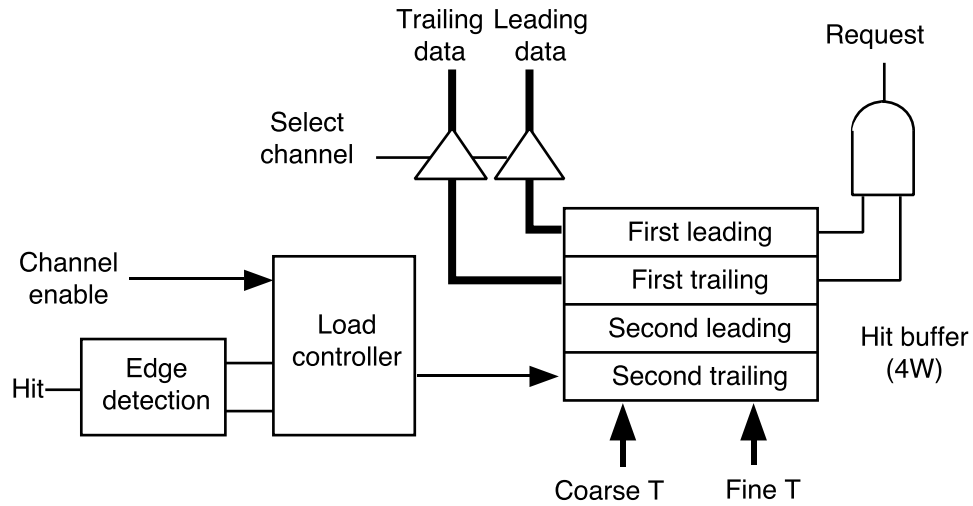 Trailing Leading
data data
Request
Select
channel
First leading
Channel
enable
First trailing
Load
controller
Second leading
Hit buffer
(4W)
Hit
Edge
detection
Second trailing
Coarse T
Fine T